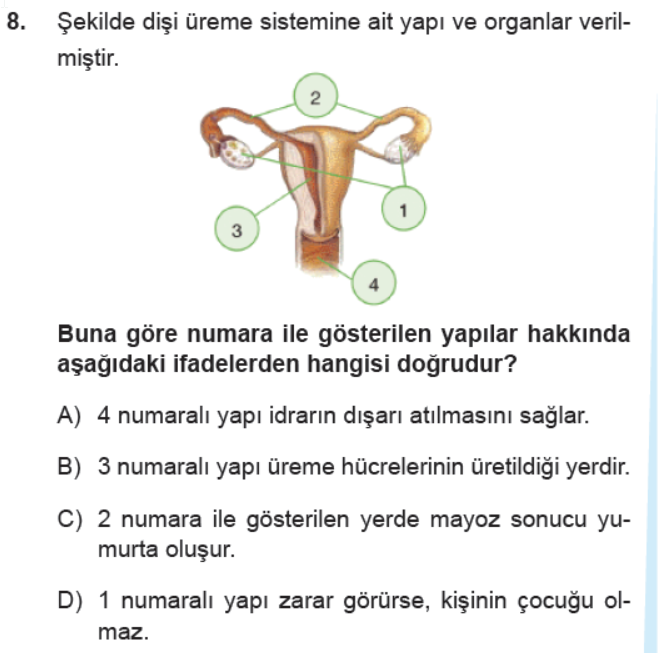 8. Şekilde dişi üreme sistemine ait yapı ve organlar veril-
miştir.
2
1
3
4
Buna göre numara ile gösterilen yapılar hakkında
aşağıdaki ifadelerden hangisi doğrudur?
A) 4 numaralı yapı idrarın dışarı atılmasını sağlar.
B) 3 numaralı yapı üreme hücrelerinin üretildiği yerdir.
C) 2 numara ile gösterilen yerde mayoz sonucu yu-
murta oluşur.
D) 1 numaralı yapı zarar görürse, kişinin çocuğu ol-
maz.